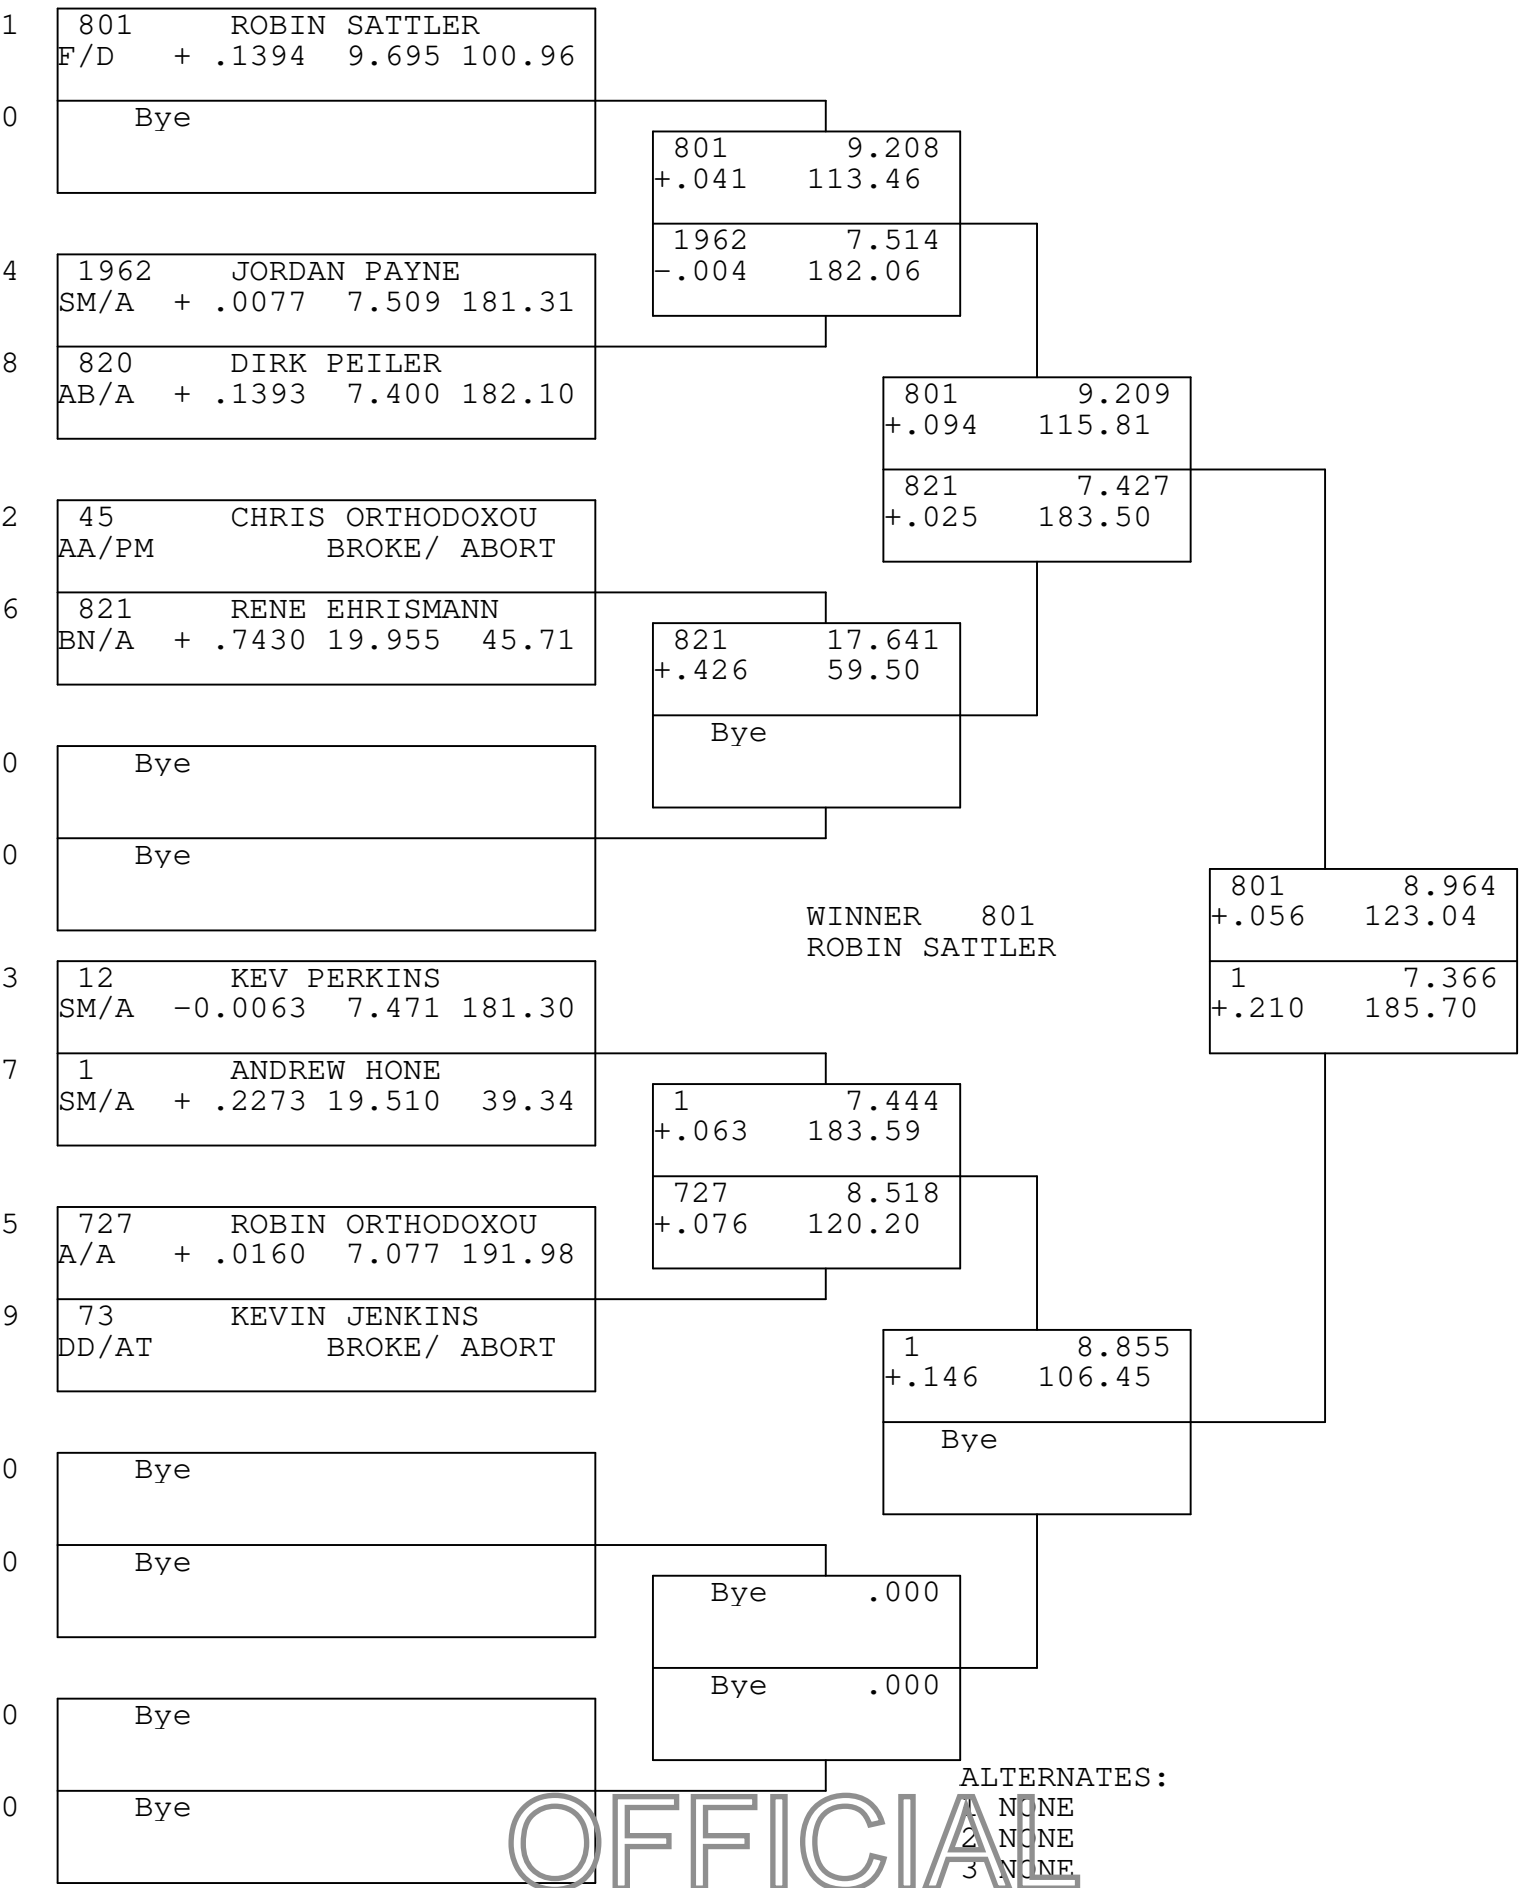 1 801 ROBIN SATTLER
F/D + .1394 9.695 100.96
0 Bye
801 9.208
+.041 113.46
1962 7.514
-.004 182.06
4 1962 JORDAN PAYNE
SM/A + .0077 7.509 181.31
8 820 DIRK PEILER
AB/A + .1393 7.400 182.10
801 9.209
+.094 115.81
821 7.427
+.025 183.50
2 45 CHRIS ORTHODOXOU
AA/PM BROKE/ ABORT
6 821 RENE EHRISMANN
BN/A + .7430 19.955 45.71
821 17.641
+.426 59.50
Bye
0 Bye
0 Bye
801 8.964
+.056 123.04
1 7.366
+.210 185.70
WINNER 801
ROBIN SATTLER
3 12 KEV PERKINS
SM/A -0.0063 7.471 181.30
7 1 ANDREW HONE
SM/A + .2273 19.510 39.34
1 7.444
+.063 183.59
727 8.518
+.076 120.20
5 727 ROBIN ORTHODOXOU
A/A + .0160 7.077 191.98
9 73 KEVIN JENKINS
DD/AT BROKE/ ABORT
1 8.855
+.146 106.45
Bye
0 Bye
0 Bye
Bye .000
Bye .000
0 Bye
0 Bye
ALTERNATES:
1 NONE
2 NONE
3 NONE
OFFICIAL